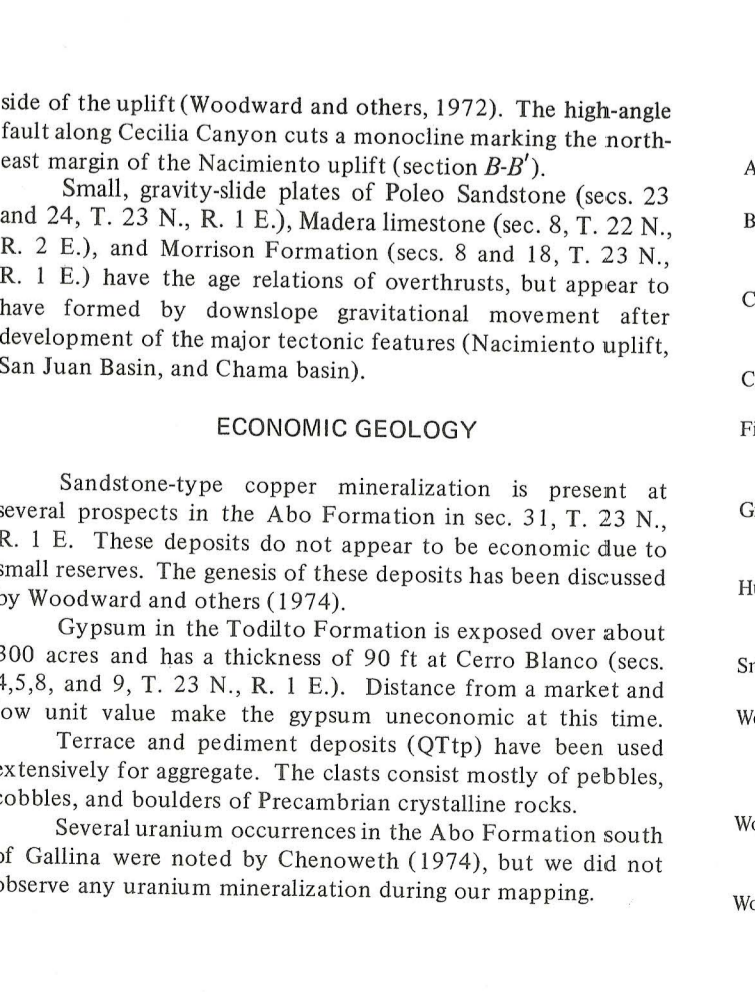 side of the uplift (Woodward and others, 1972). The high-angle
fault along Cecilia Canyon cuts a monocline marking the north-
east margin of the Nacimiento uplift (section B-B′).
Small, gravity-slide plates of Poleo Sandstone (secs. 23
and 24, T. 23 N., R. 1 E.), Madera limestone (sec. 8, T. 22 N.,
R. 2 E.), and Morrison Formation (secs. 8 and 18, T. 23 N.,
R. 1 E.) have the age relations of overthrusts, but appear to
have formed by downslope gravitational movement after
development of the major tectonic features (Nacimiento uplift,
San Juan Basin, and Chama basin).
ECONOMIC GEOLOGY
Sandstone-type copper mineralization is present at
several prospects in the Abo Formation in sec. 31, T. 23 N.,
R. 1 E. These deposits do not appear to be economic due to
small reserves. The genesis of these deposits has been discussed
by Woodward and others (1974).
Gypsum in the Todilto Formation is exposed over about
300 acres and has a thickness of 90 ft at Cerro Blanco (secs.
4,5,8, and 9, T. 23 N., R. 1 E.). Distance from a market and
low unit value make the gypsum uneconomic at this time.
Terrace and pediment deposits (QTtp) have been used
extensively for aggregate. The clasts consist mostly of pebbles,
cobbles, and boulders of Precambrian crystalline rocks.
Several uranium occurrences in the Abo Formation south
of Gallina were noted by Chenoweth (1974), but we did not
observe any uranium mineralization during our mapping.